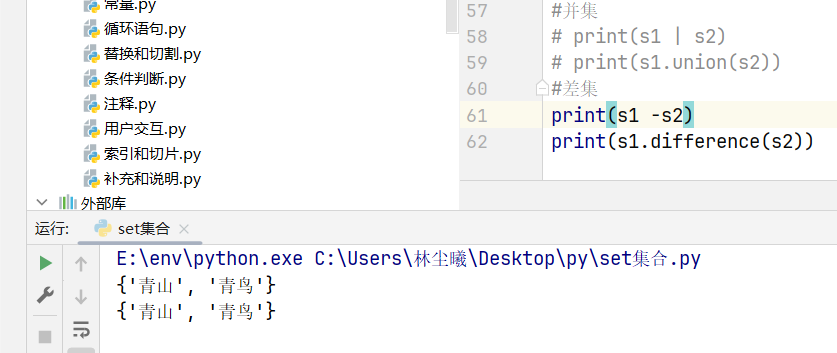 常量.py
循环语句.py
替换和切割.py
条件判断.py
注释.py
用户交互.py
索引和切片.py
补充和说明.py
外部库
57 #并集
58 # print(s1 | s2)
59 # print(s1.union(s2))
60 #差集
61 print(s1 -s2)
62 print(s1.difference(s2))
运行: set集合
E:\env\python.exe C:\Users\林尘曦\Desktop\py\set集合.py
{'青山', '青鸟'}
{'青山', '青鸟'}